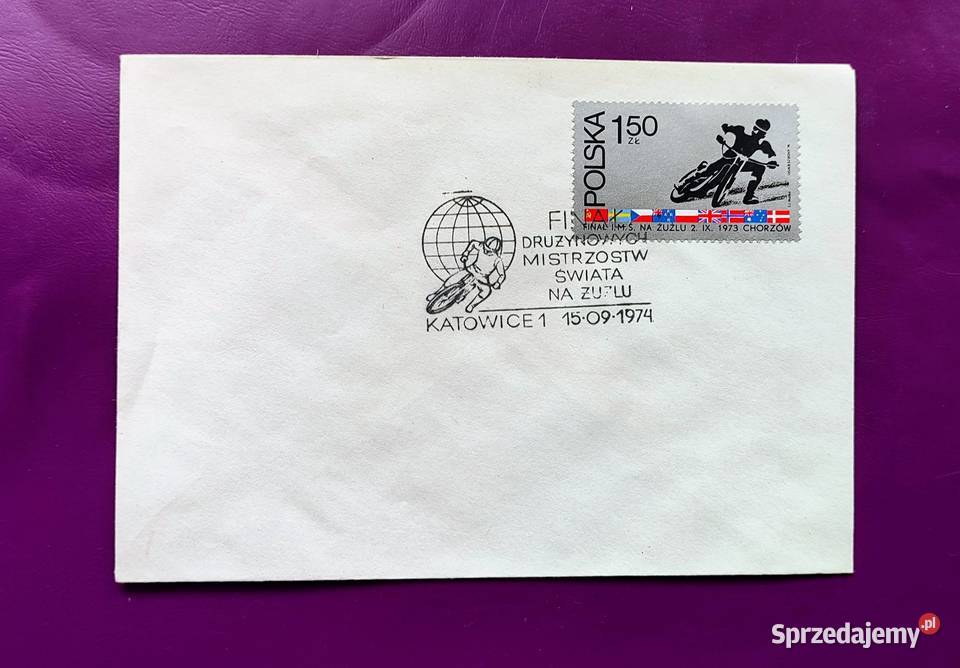 POLSKA
1 50
ZŁ
FINAŁ I.M.Ś. NA ŻUŻLU 2. IX. 1973 CHORZÓW
FINAŁ
DRUŻYNOWYCH
MISTRZOSTW
ŚWIATA
NA ŻUŻLU
KATOWICE 1 15·09·1974
Sprzedajemy.pl